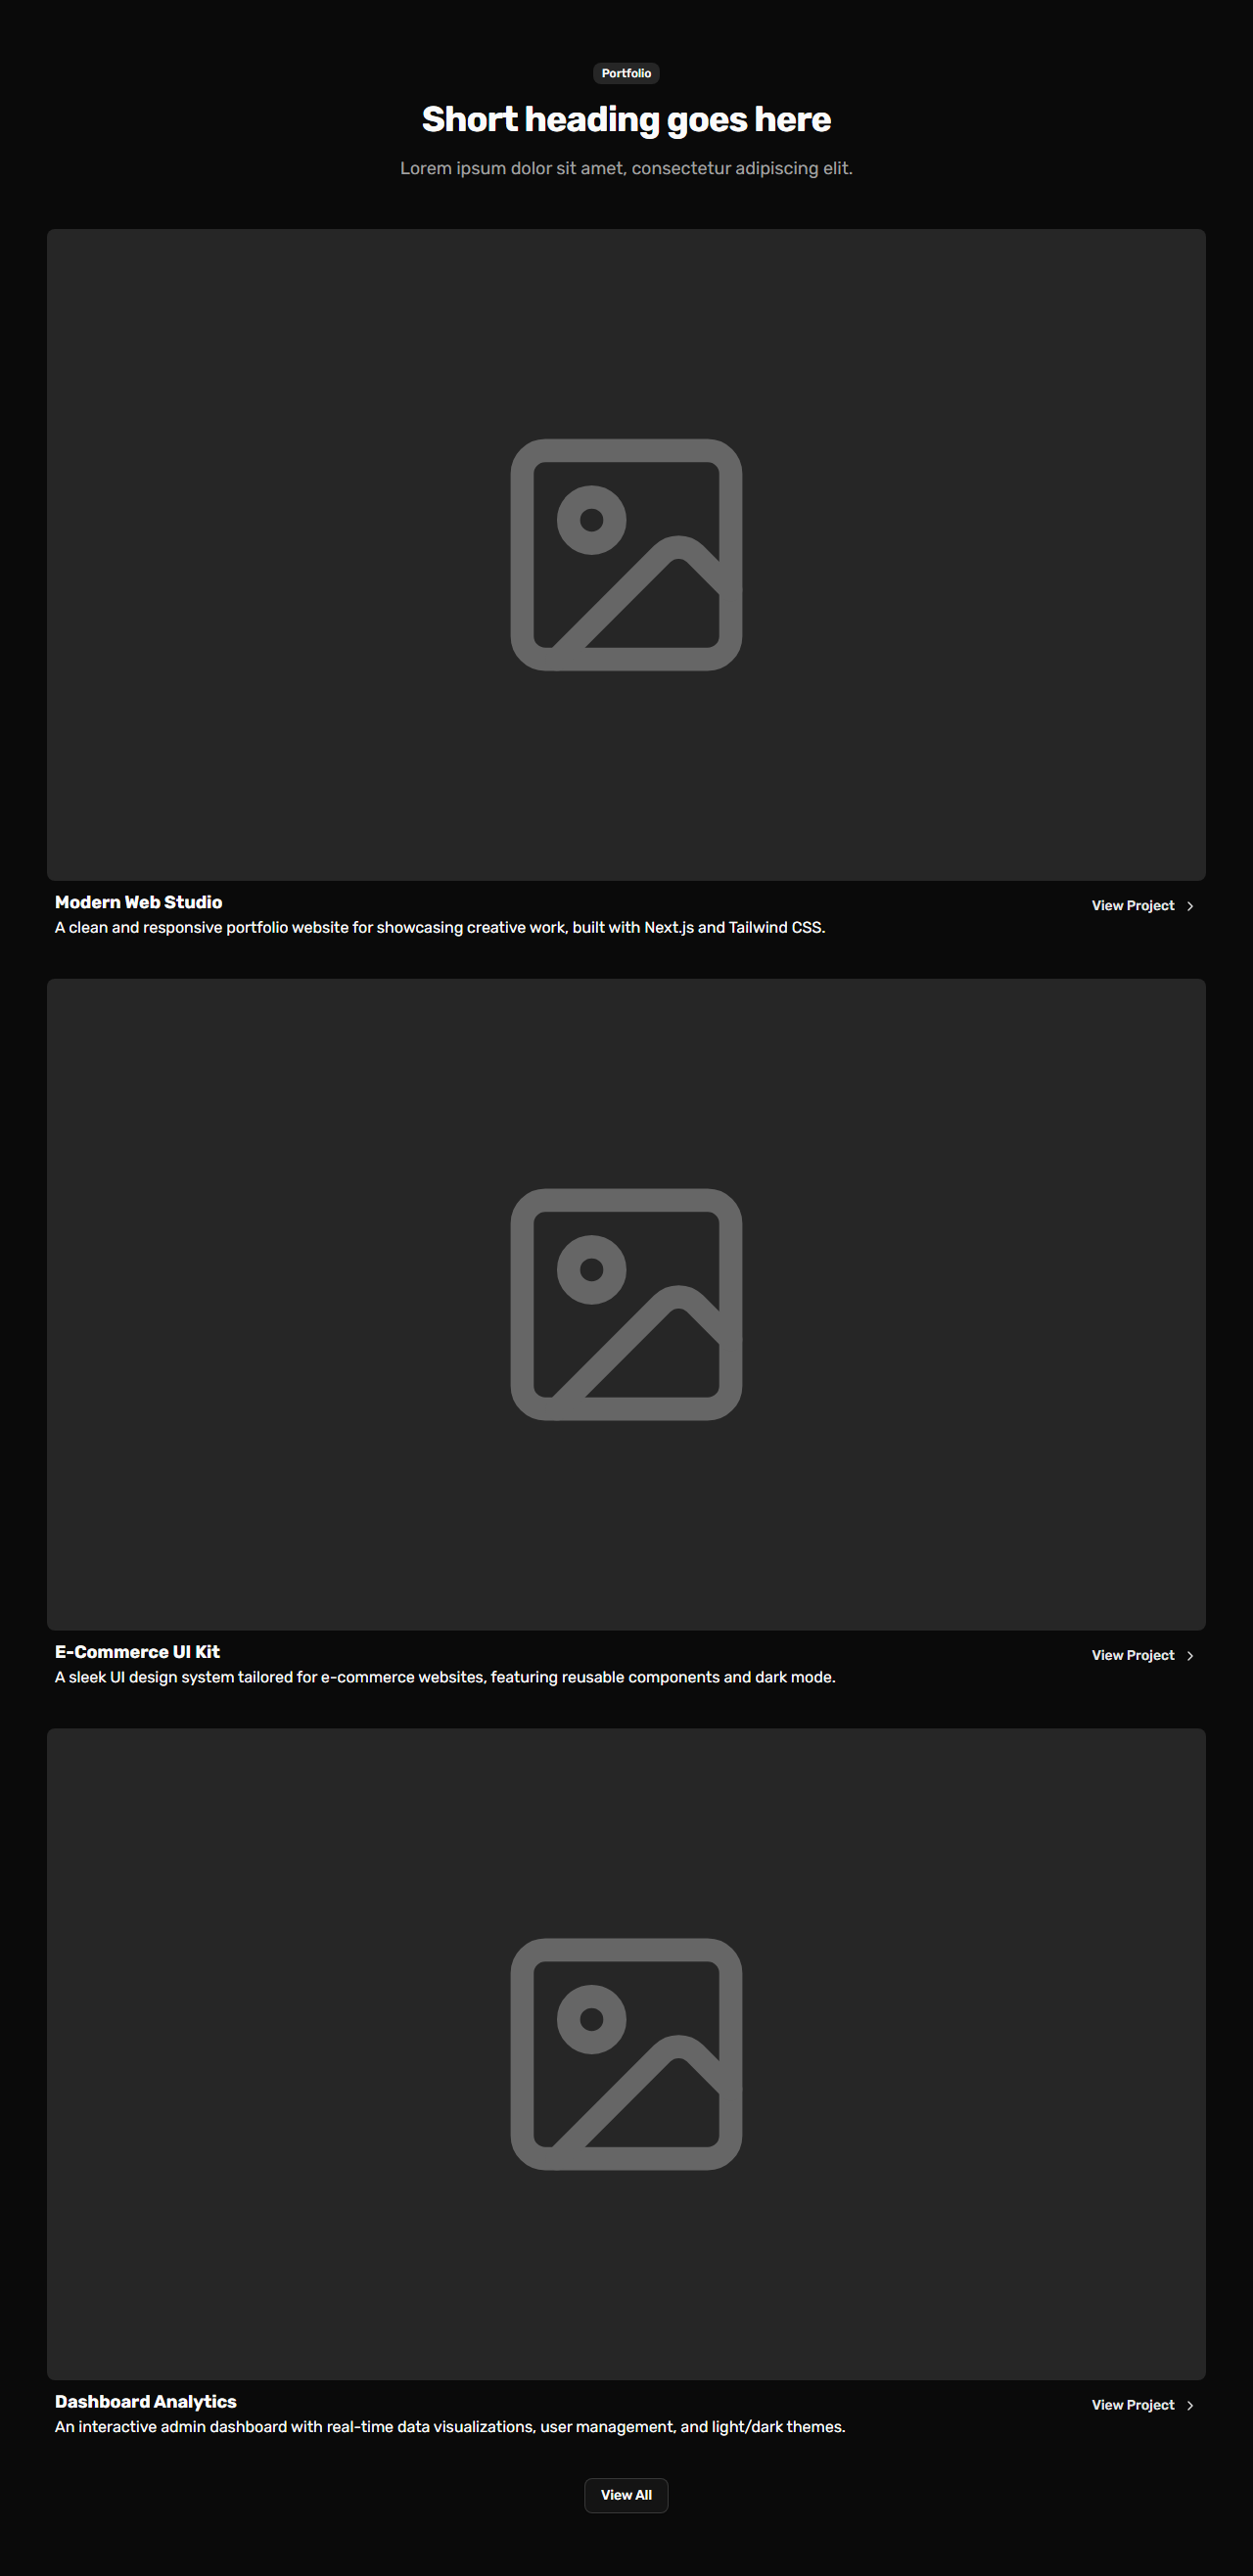 Portfolio
Short heading goes here
Lorem ipsum dolor sit amet, consectetur adipiscing elit.
Modern Web Studio
View Project
A clean and responsive portfolio website for showcasing creative work, built with Next.js and Tailwind CSS.
E-Commerce UI Kit
View Project
A sleek UI design system tailored for e-commerce websites, featuring reusable components and dark mode.
Dashboard Analytics
View Project
An interactive admin dashboard with real-time data visualizations, user management, and light/dark themes.
View All